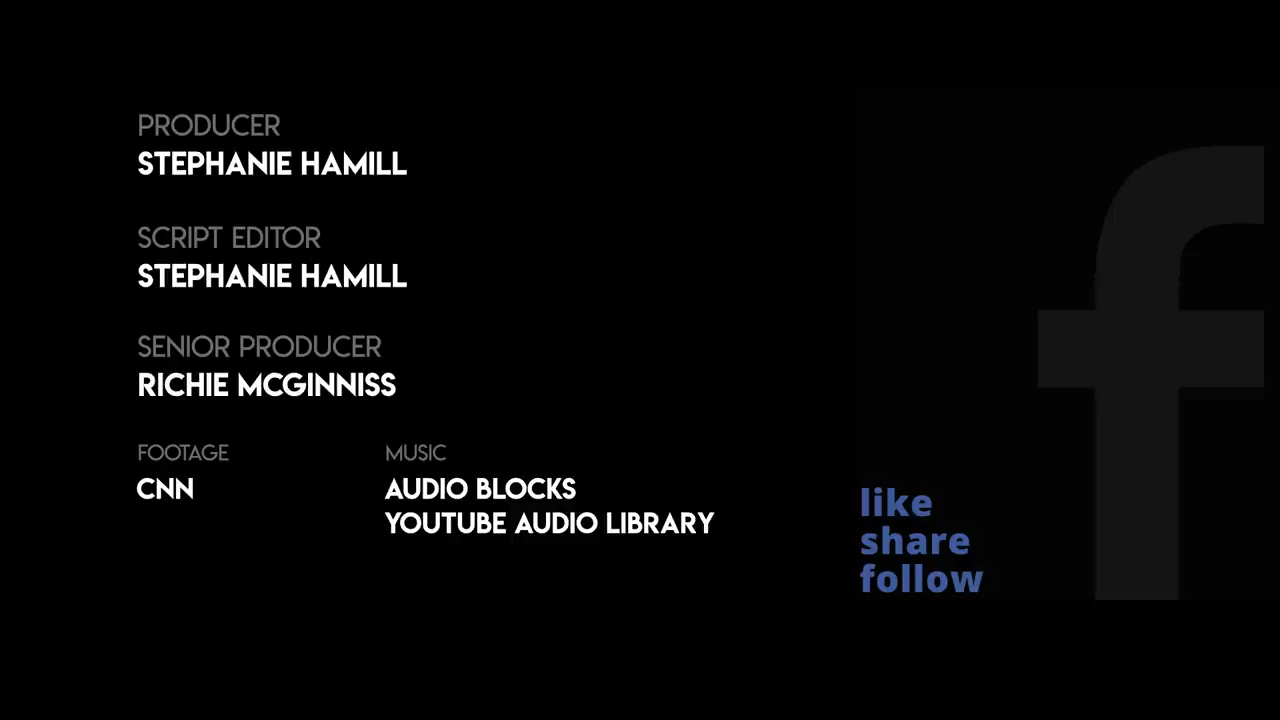 PRODUCER
STEPHANIE HAMILL
SCRIPT EDITOR
STEPHANIE HAMILL
SENIOR PRODUCER
RICHIE MCGINNISS
FOOTAGE
CNN
MUSIC
AUDIO BLOCKS
YOUTUBE AUDIO LIBRARY
like
share
follow
f